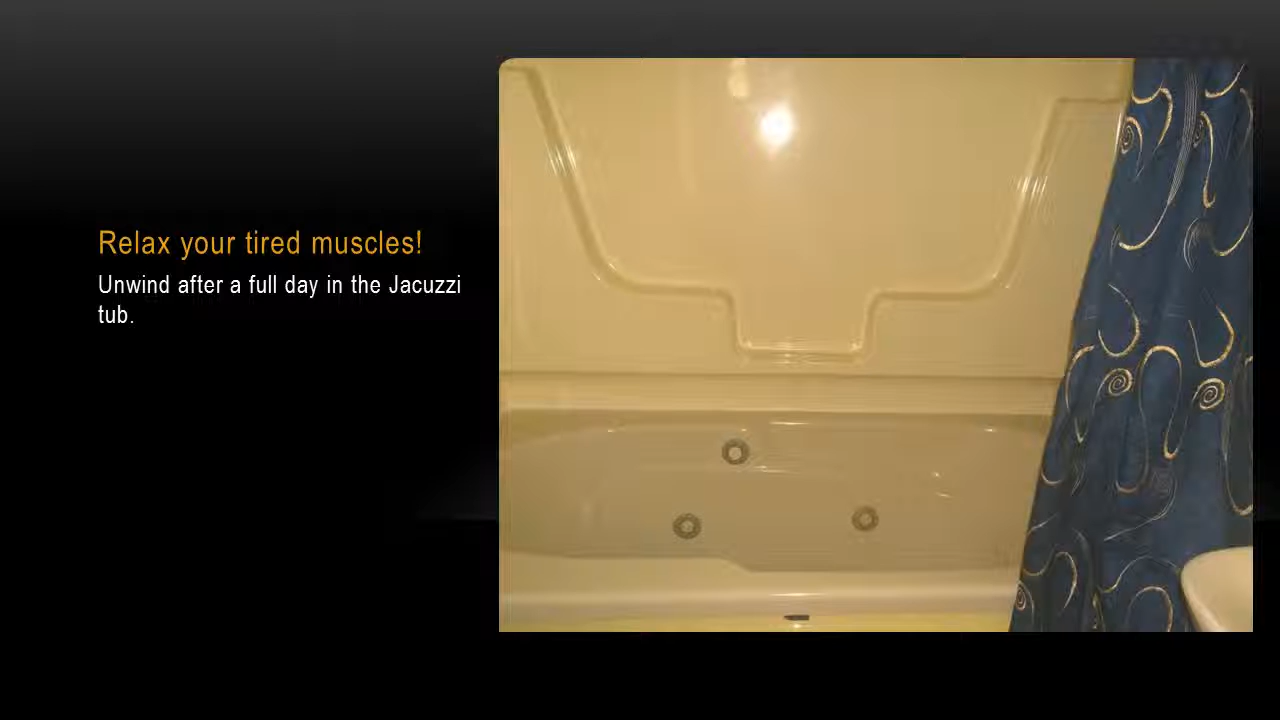 Relax your tired muscles!
Unwind after a full day in the Jacuzzi
tub.